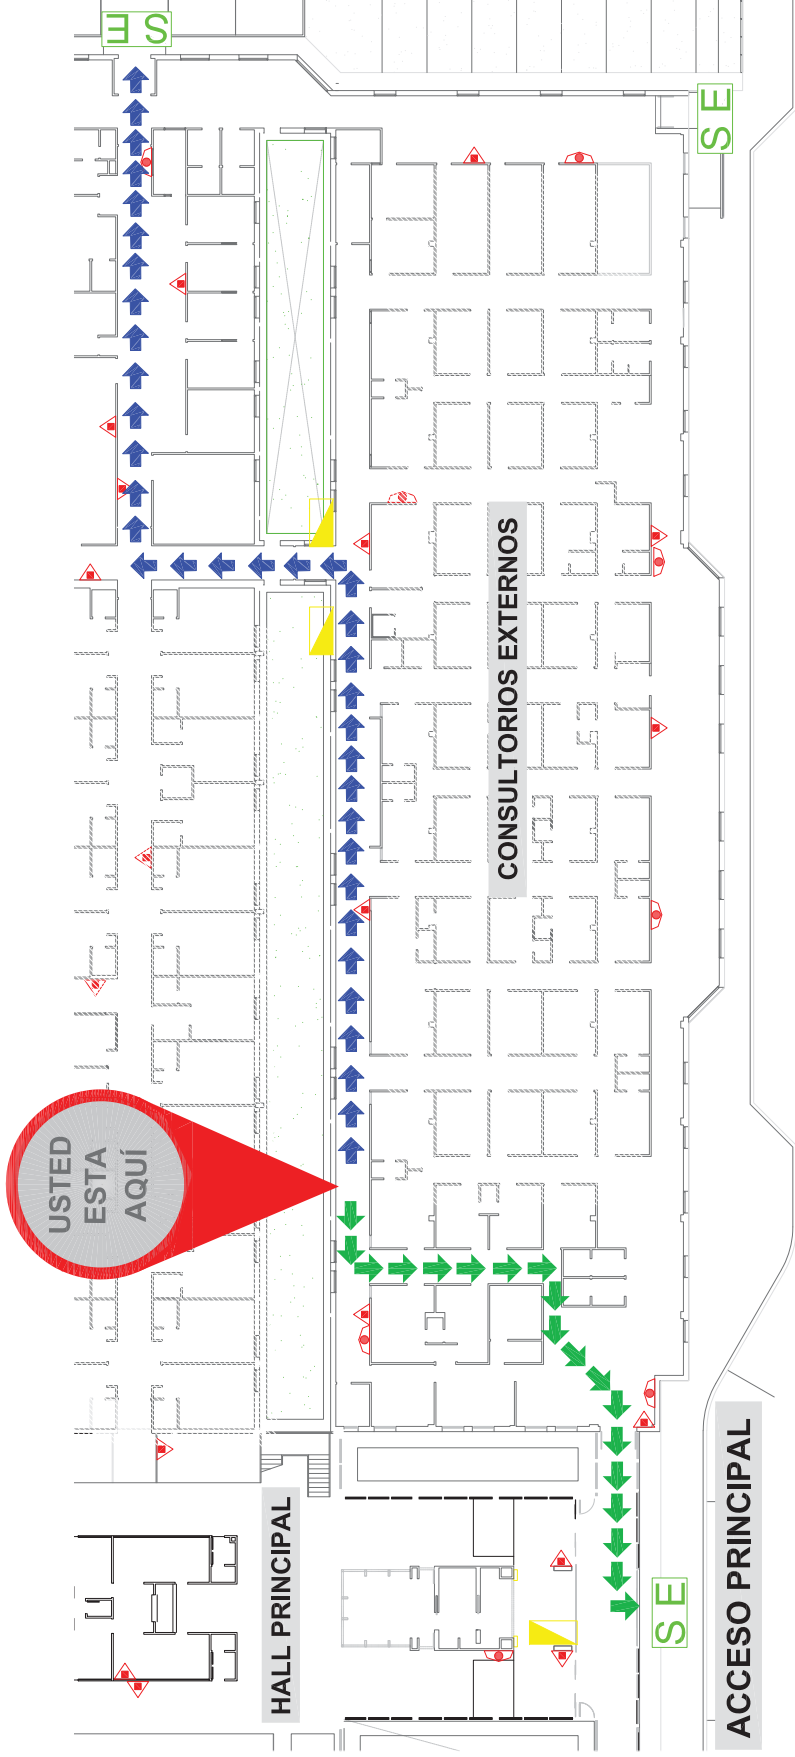 S E
S E
CONSULTORIOS EXTERNOS
USTED
ESTA
AQUÍ
HALL PRINCIPAL
S E
ACCESO PRINCIPAL